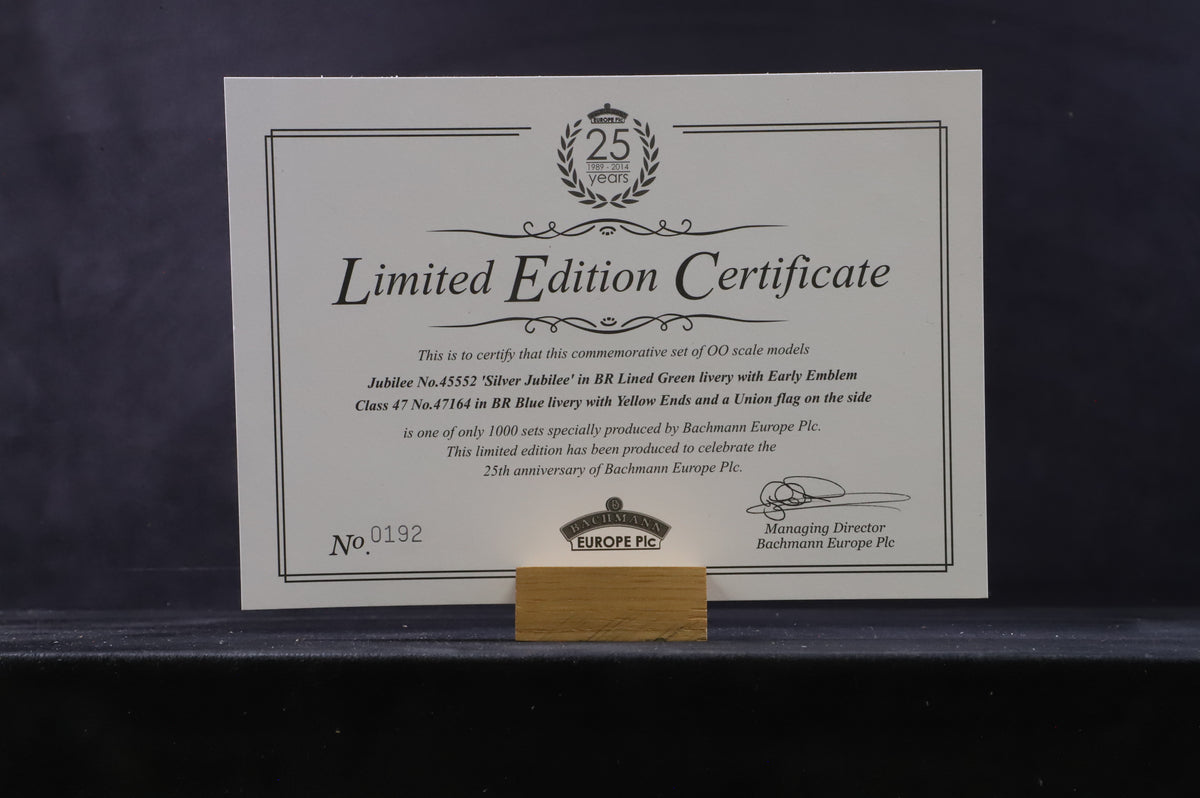 EUROPE Plc
25
1989 - 2014
years
Limited Edition Certificate
This is to certify that this commemorative set of OO scale models
Jubilee No.45552 'Silver Jubilee' in BR Lined Green livery with Early Emblem
Class 47 No.47164 in BR Blue livery with Yellow Ends and a Union flag on the side
is one of only 1000 sets specially produced by Bachmann Europe Plc.
This limited edition has been produced to celebrate the
25th anniversary of Bachmann Europe Plc.
No. 0192
BACHMANN
EUROPE Plc
Managing Director
Bachmann Europe Plc